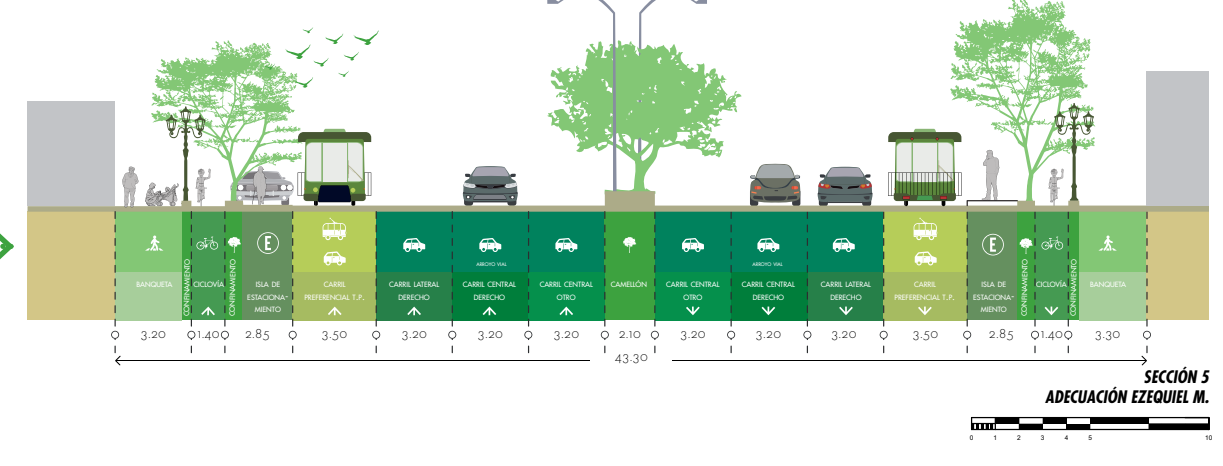 BANQUETA
CONFINAMIENTO
CICLOVÍA
CONFINAMIENTO
E
ISLA DE
ESTACIONA-
MIENTO
CARRIL
PREFERENCIAL T.P.
CARRIL LATERAL
DERECHO
ARROYO VIAL
CARRIL CENTRAL
DERECHO
CARRIL CENTRAL
OTRO
CAMELLÓN
CARRIL CENTRAL
OTRO
ARROYO VIAL
CARRIL CENTRAL
DERECHO
CARRIL LATERAL
DERECHO
CARRIL
PREFERENCIAL T.P.
E
ISLA DE
ESTACIONA-
MIENTO
CONFINAMIENTO
CICLOVÍA
CONFINAMIENTO
BANQUETA
3.20 1.40 2.85 3.50 3.20 3.20 3.20 2.10 3.20 3.20 3.20 3.50 2.85 1.40 3.30
43.30
SECCIÓN 5
ADECUACIÓN EZEQUIEL M.
0 1 2 3 4 5 10